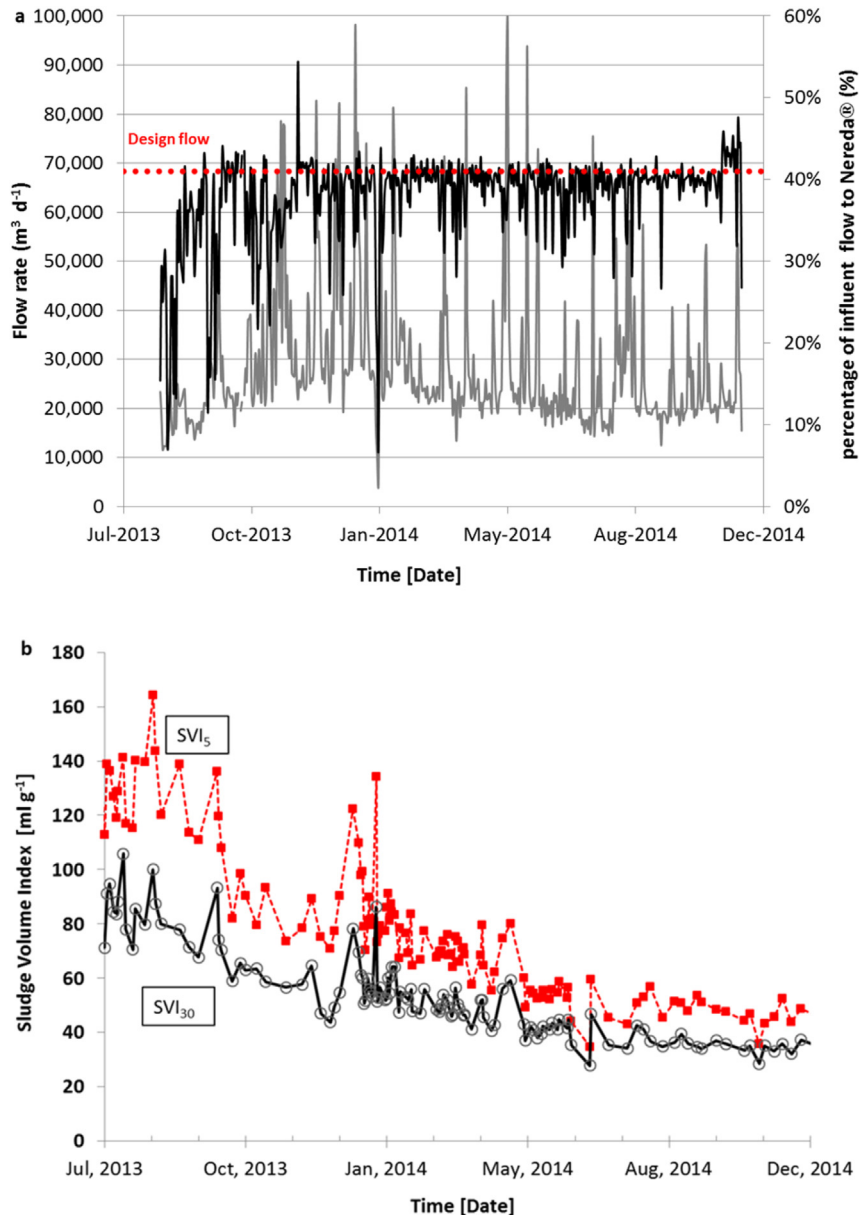 a
100,000
90,000
80,000
70,000
60,000
50,000
40,000
30,000
20,000
10,000
0
Flow rate (m³ d⁻¹)
Design flow
60%
50%
40%
30%
20%
10%
0%
percentage of influent flow to Nereda® (%)
Jul-2013 Oct-2013 Jan-2014 May-2014 Aug-2014 Dec-2014
Time [Date]
b
180
160
140
120
100
80
60
40
20
0
Sludge Volume Index [ml g⁻¹]
SVI₅
SVI₃₀
Jul, 2013 Oct, 2013 Jan, 2014 May, 2014 Aug, 2014 Dec, 2014
Time [Date]